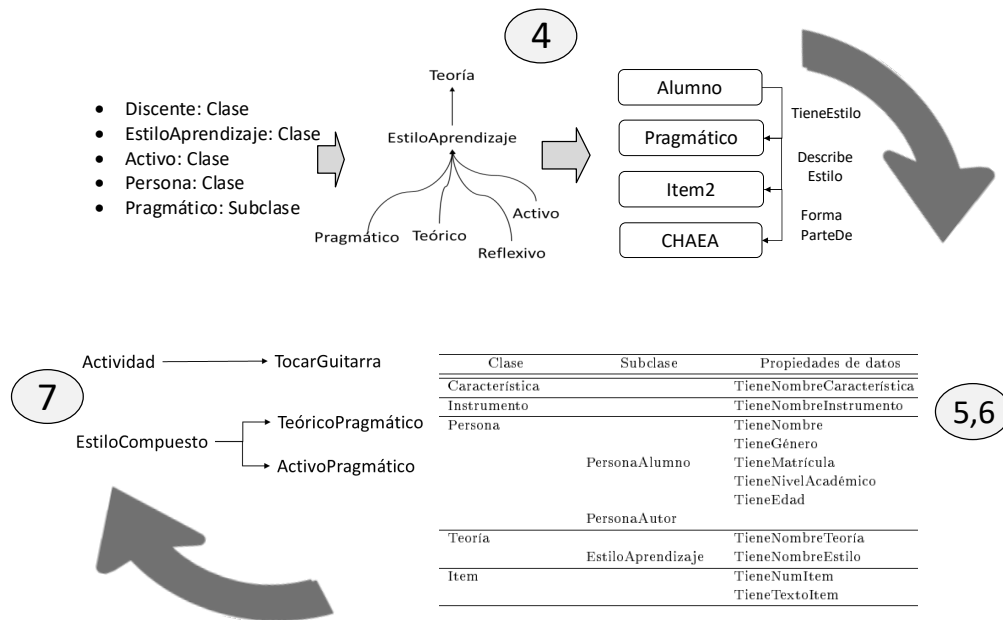 4
• Discente: Clase
• EstiloAprendizaje: Clase
• Activo: Clase
• Persona: Clase
• Pragmático: Subclase
Teoría
EstiloAprendizaje
Pragmático
Teórico
Reflexivo
Activo
Alumno
Pragmático
Item2
CHAEA
TieneEstilo
Describe
Estilo
Forma
ParteDe
7
Actividad
TocarGuitarra
EstiloCompuesto
TeóricoPragmático
ActivoPragmático
Clase Subclase Propiedades de datos
Característica TieneNombreCaracterística
Instrumento TieneNombreInstrumento
Persona TieneNombre
TieneGénero
PersonaAlumno TieneMatrícula
TieneNivelAcadémico
TieneEdad
PersonaAutor
Teoría TieneNombreTeoría
EstiloAprendizaje TieneNombreEstilo
Item TieneNumItem
TieneTextoItem
5,6